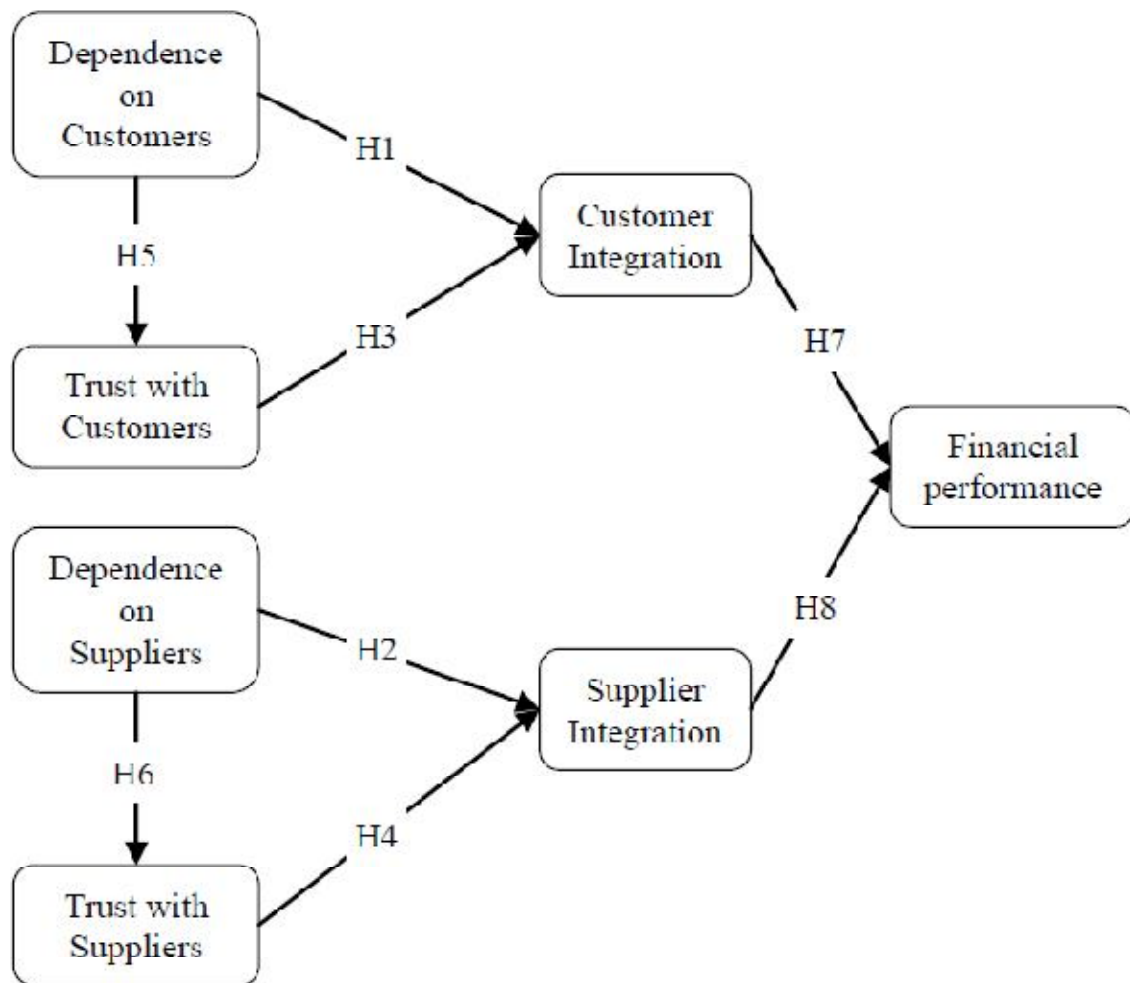 Dependence
on
Customers
H1
Customer
Integration
H5
H3
H7
Trust with
Customers
Financial
performance
Dependence
on
Suppliers
H2
H8
Supplier
Integration
H6
H4
Trust with
Suppliers